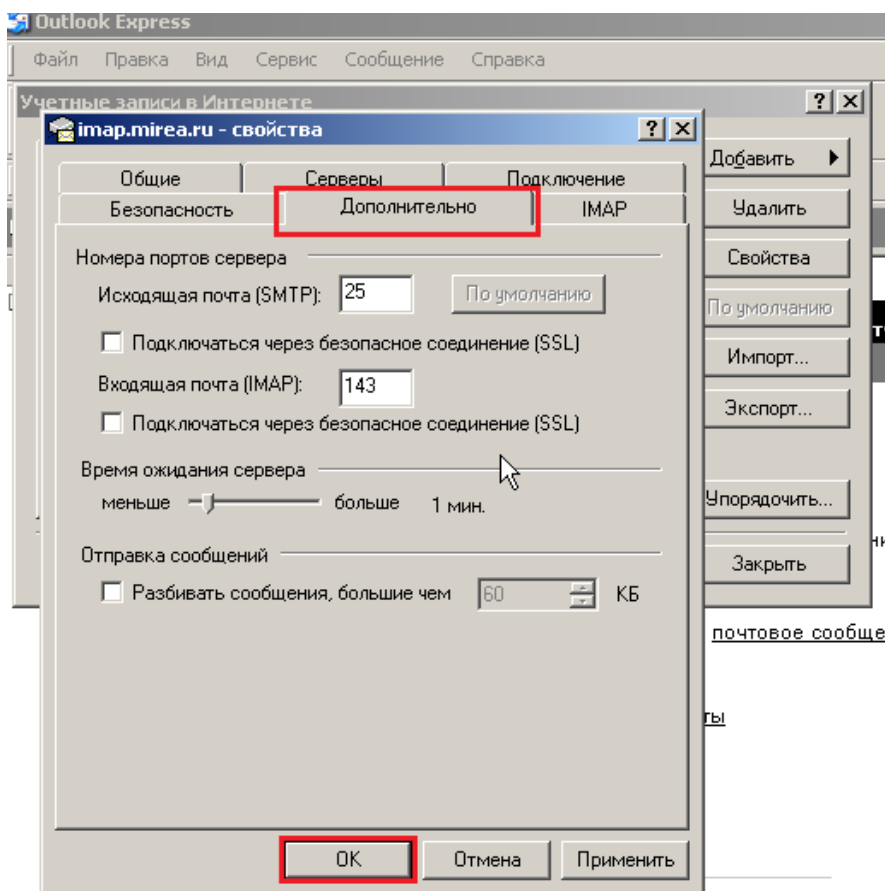 Outlook Express
Файл Правка Вид Сервис Сообщение Справка
Учетные записи в Интернете
imap.mirea.ru - свойства
Общие Серверы Подключение
Безопасность Дополнительно IMAP
Номера портов сервера
Исходящая почта (SMTP): 25 По умолчанию
Подключаться через безопасное соединение (SSL)
Входящая почта (IMAP): 143
Подключаться через безопасное соединение (SSL)
Время ожидания сервера
меньше больше 1 мин.
Отправка сообщений
Разбивать сообщения, большие чем 60 КБ
OK Отмена Применить
Добавить
Удалить
Свойства
По умолчанию
Импорт...
Экспорт...
Упорядочить...
Закрыть
почтовое сообще
ты